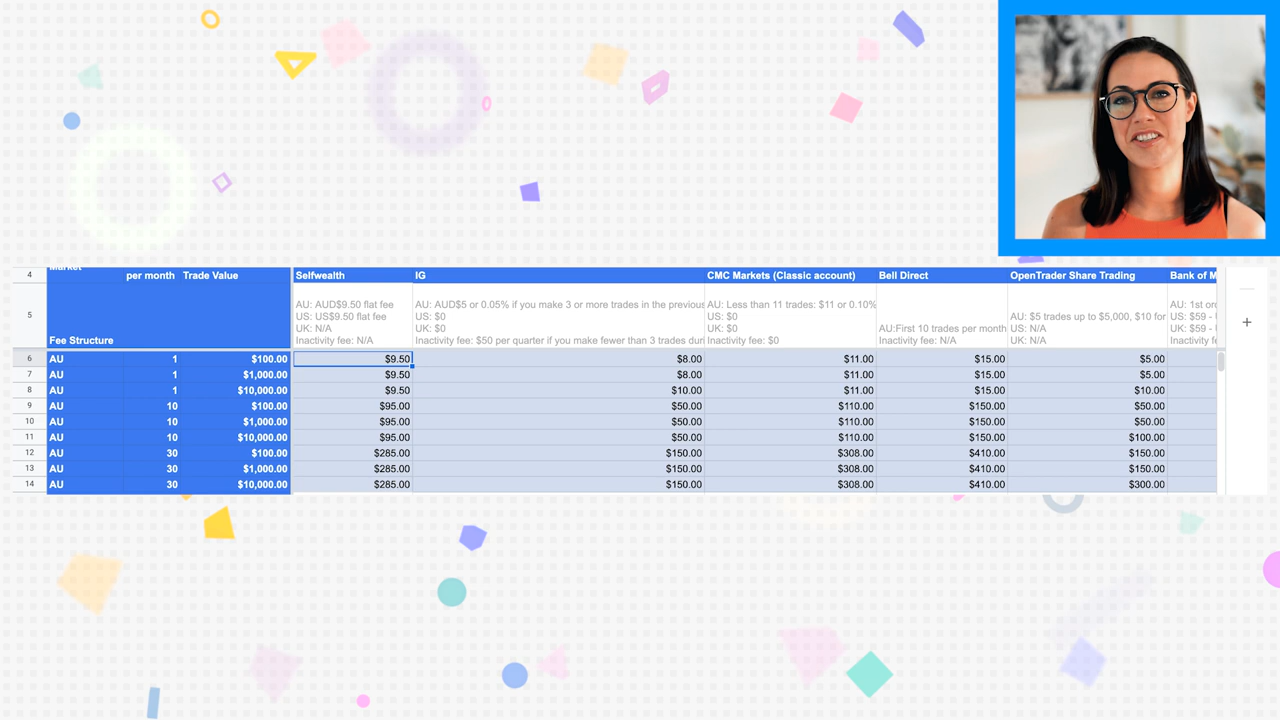 4 Market per month Trade Value Selfwealth IG CMC Markets (Classic account) Bell Direct OpenTrader Share Trading Bank of M
5
Fee Structure
AU: AUD$9.50 flat fee
US: US$9.50 flat fee
UK: N/A
Inactivity fee: N/A
AU: AUD$5 or 0.05% if you make 3 or more trades in the previous
US: $0
UK: $0
Inactivity fee: $50 per quarter if you make fewer than 3 trades duri
AU: Less than 11 trades: $11 or 0.10%
US: $0
UK: $0
Inactivity fee: $0
AU:First 10 trades per month
Inactivity fee: N/A
AU: $5 trades up to $5,000, $10 for
US: N/A
UK: N/A
AU: 1st ord
US: $59 -
UK: $59 -
Inactivity fe
+
6 AU 1 $100.00 $9.50 $8.00 $11.00 $15.00 $5.00
7 AU 1 $1,000.00 $9.50 $8.00 $11.00 $15.00 $5.00
8 AU 1 $10,000.00 $9.50 $10.00 $11.00 $15.00 $10.00
9 AU 10 $100.00 $95.00 $50.00 $110.00 $150.00 $50.00
10 AU 10 $1,000.00 $95.00 $50.00 $110.00 $150.00 $50.00
11 AU 10 $10,000.00 $95.00 $50.00 $110.00 $150.00 $100.00
12 AU 30 $100.00 $285.00 $150.00 $308.00 $410.00 $150.00
13 AU 30 $1,000.00 $285.00 $150.00 $308.00 $410.00 $150.00
14 AU 30 $10,000.00 $285.00 $150.00 $308.00 $410.00 $300.00